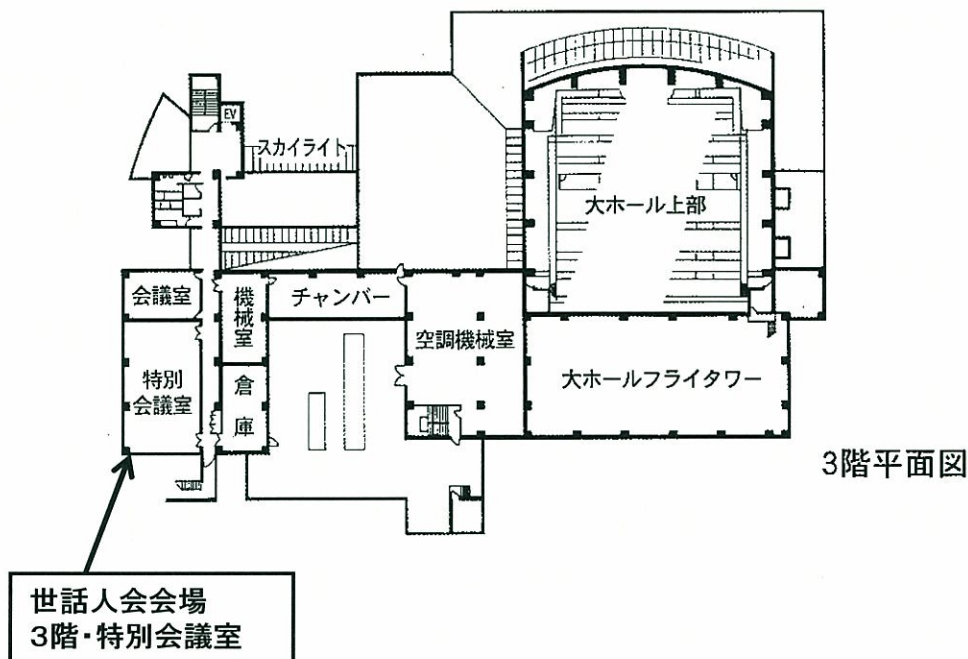 EV
スカイライト
大ホール上部
会議室
機械室
チャンバー
空調機械室
特別
会議室
倉庫
大ホールフライタワー
3階平面図
世話人会会場
3階・特別会議室